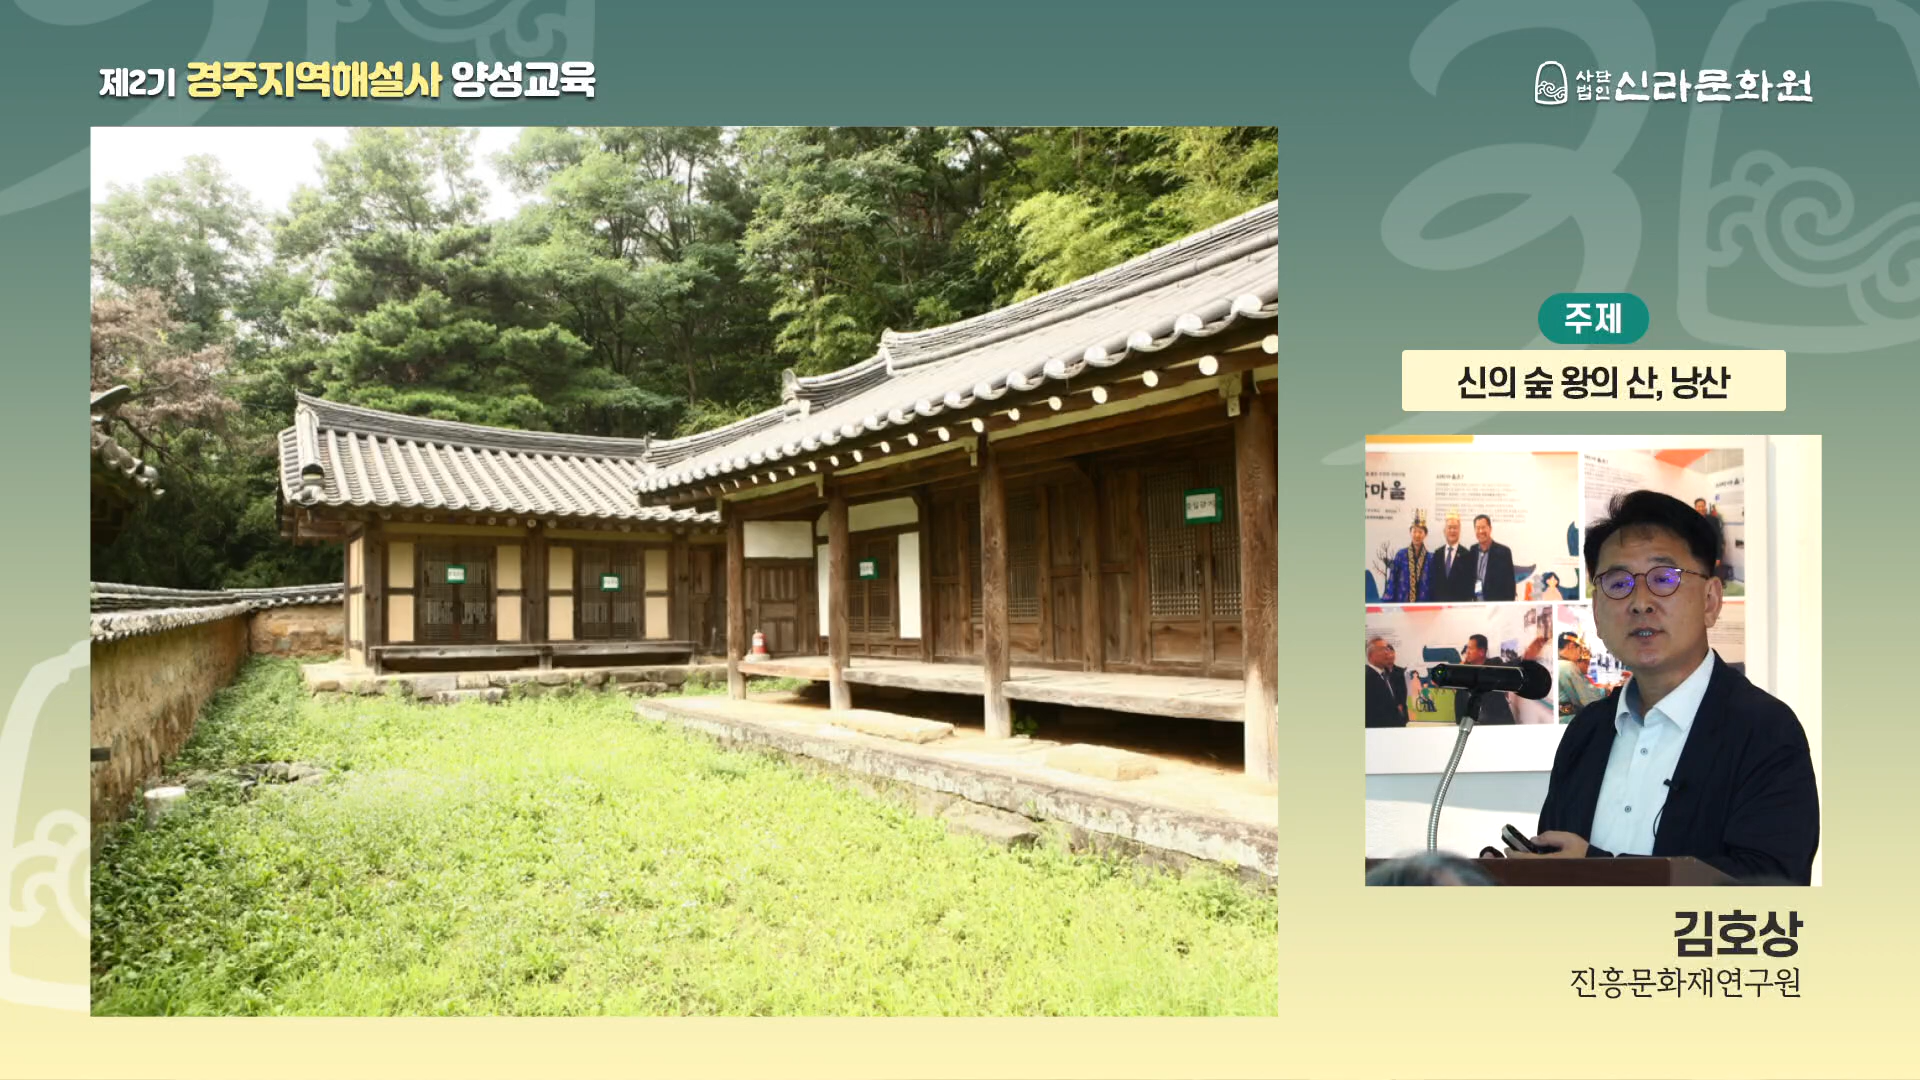 제2기 경주지역해설사 양성교육
사단법인 신라문화원
주제
신의 숲 왕의 산, 낭산
마을
김호상
진흥문화재연구원